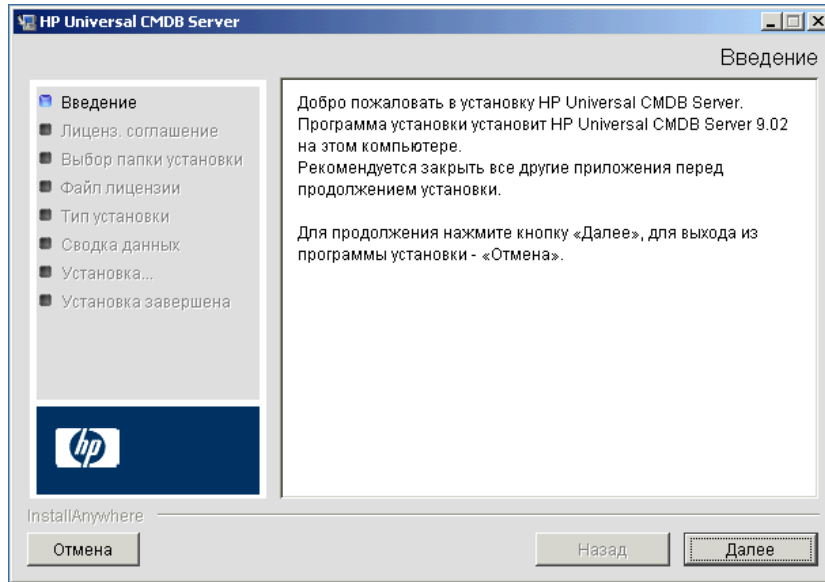 HP Universal CMDB Server
Введение
Введение
Лиценз. соглашение
Выбор папки установки
Файл лицензии
Тип установки
Сводка данных
Установка...
Установка завершена
Добро пожаловать в установку HP Universal CMDB Server.
Программа установки установит HP Universal CMDB Server 9.02
на этом компьютере.
Рекомендуется закрыть все другие приложения перед
продолжением установки.
Для продолжения нажмите кнопку «Далее», для выхода из
программы установки - «Отмена».
hp
InstallAnywhere
Отмена
Назад
Далее